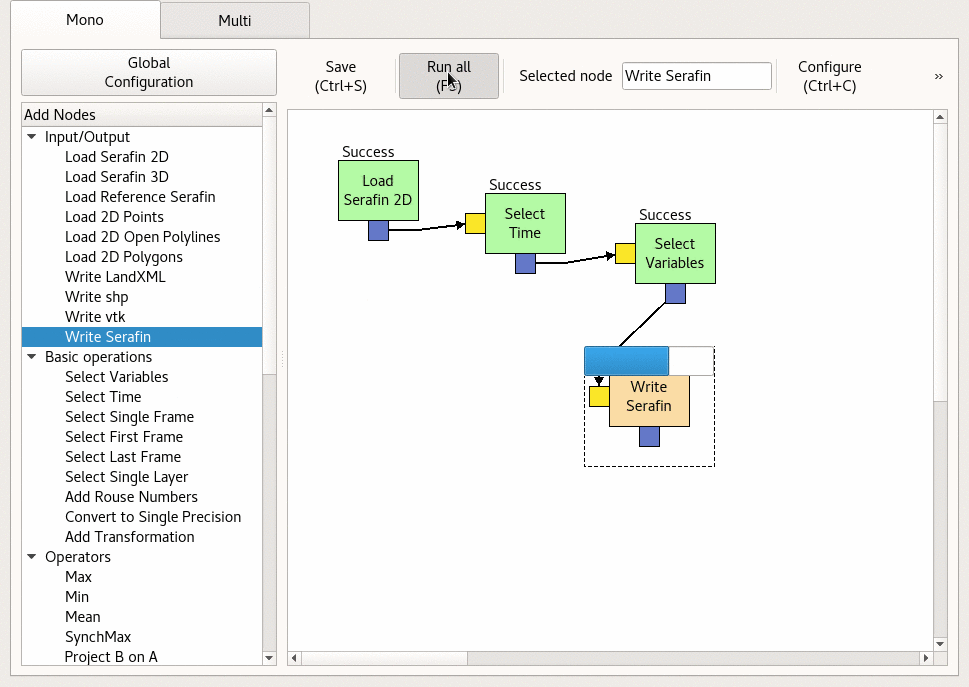 Mono
Multi
Global
Configuration
Save
(Ctrl+S)
Run all
Selected node
Write Serafin
Configure
(Ctrl+C)
»
Add Nodes
Input/Output
Load Serafin 2D
Load Serafin 3D
Load Reference Serafin
Load 2D Points
Load 2D Open Polylines
Load 2D Polygons
Write LandXML
Write shp
Write vtk
Write Serafin
Basic operations
Select Variables
Select Time
Select Single Frame
Select First Frame
Select Last Frame
Select Single Layer
Add Rouse Numbers
Convert to Single Precision
Add Transformation
Operators
Max
Min
Mean
SynchMax
Project B on A
Success
Load
Serafin 2D
Success
Select
Time
Success
Select
Variables
Write
Serafin